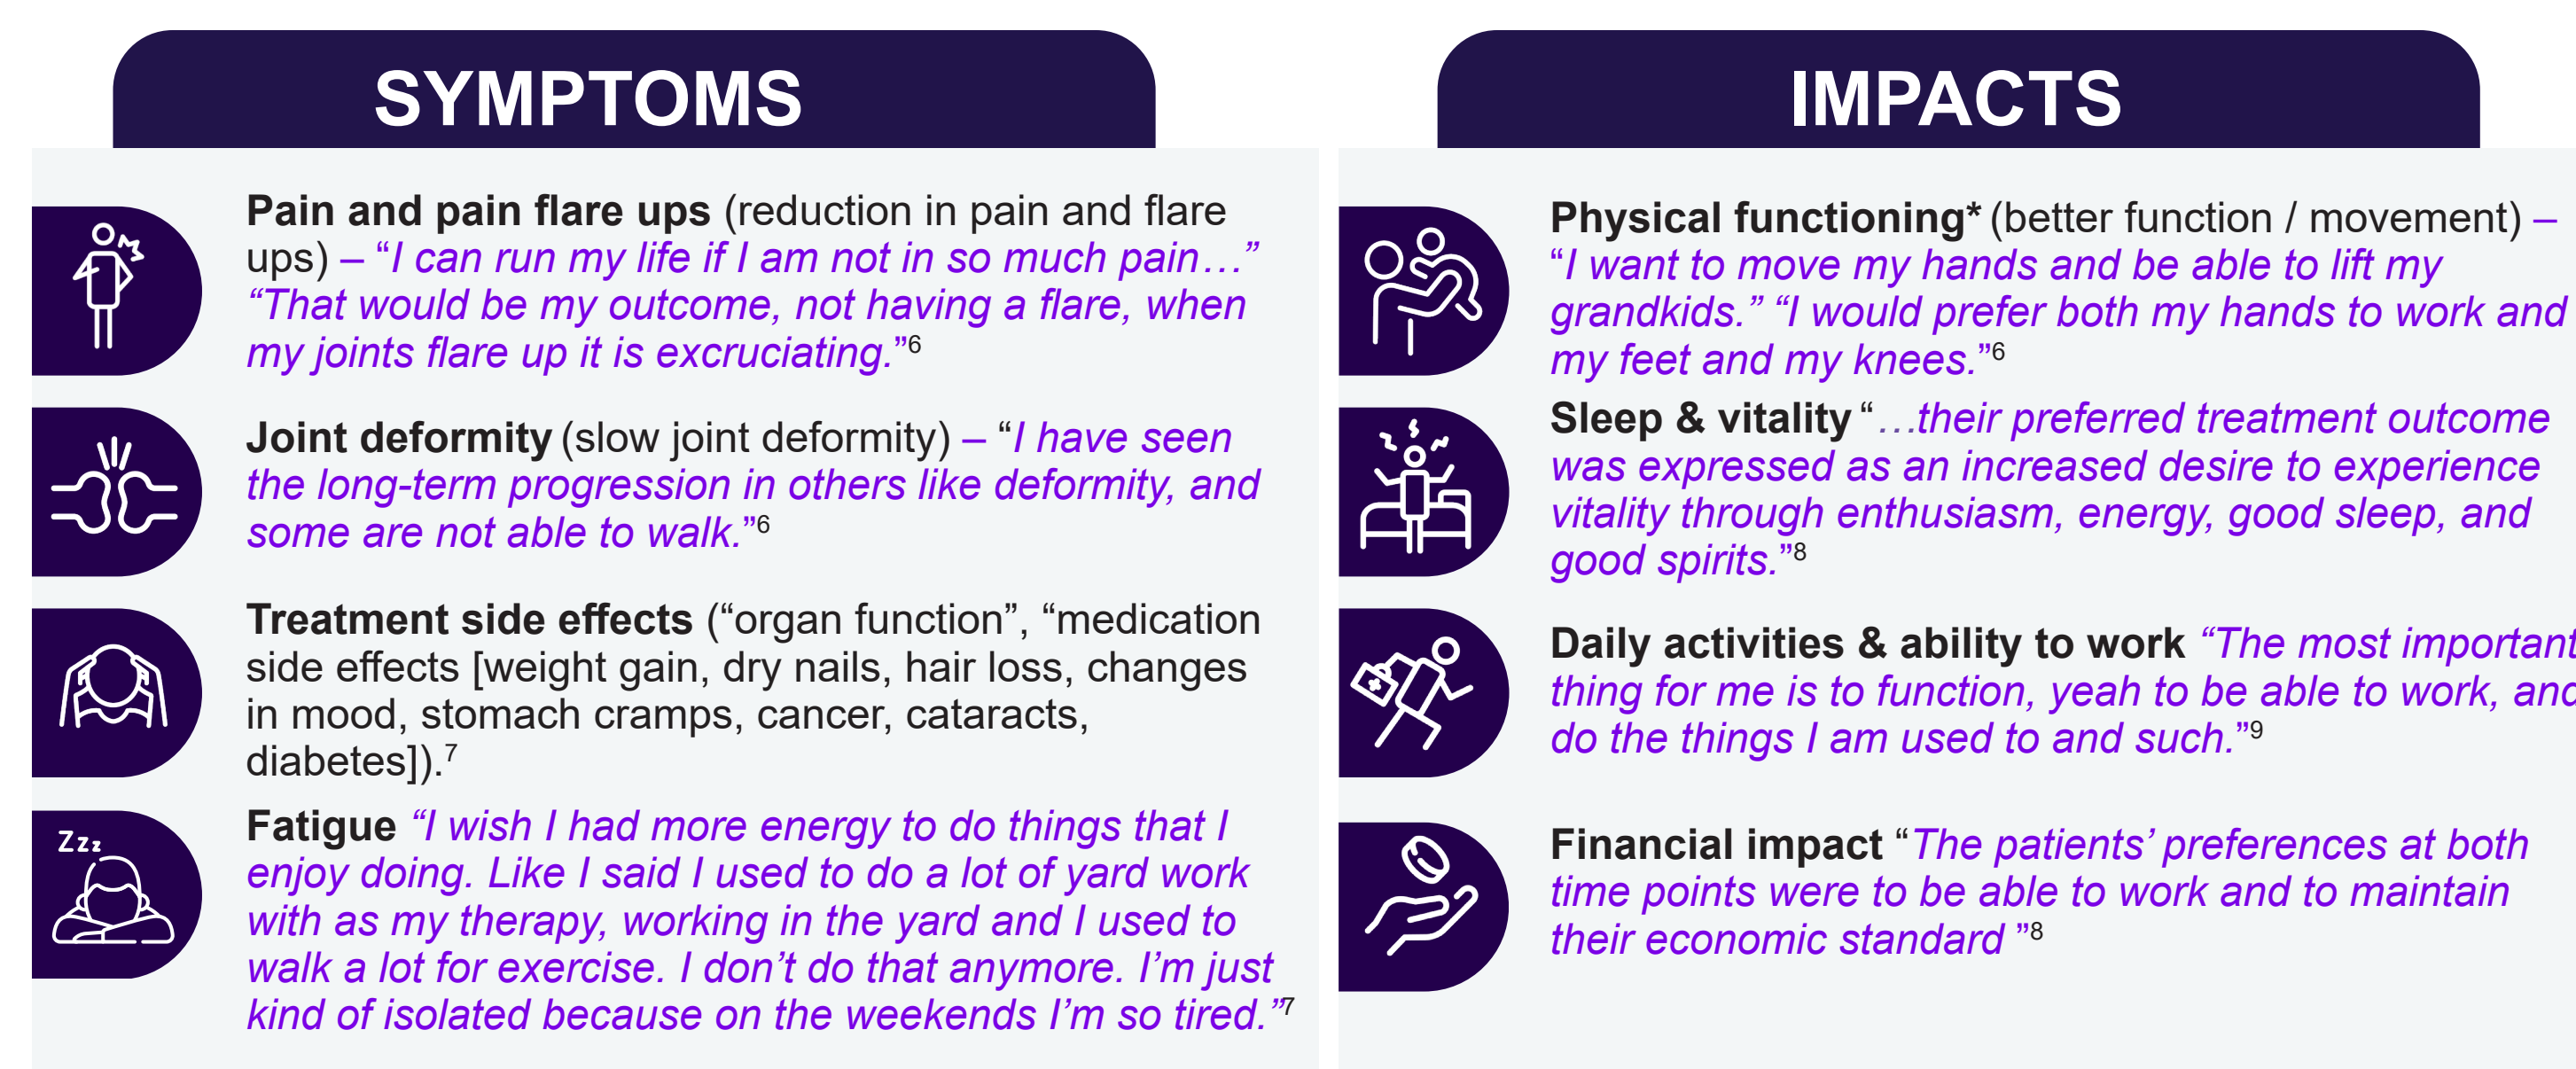 SYMPTOMS
Pain and pain flare ups (reduction in pain and flare
ups) – “I can run my life if I am not in so much pain…”
“That would be my outcome, not having a flare, when
my joints flare up it is excruciating.”6
Joint deformity (slow joint deformity) – “I have seen
the long-term progression in others like deformity, and
some are not able to walk.”6
Treatment side effects (“organ function”, “medication
side effects [weight gain, dry nails, hair loss, changes
in mood, stomach cramps, cancer, cataracts,
diabetes]).7
Zzz
Fatigue “I wish I had more energy to do things that I
enjoy doing. Like I said I used to do a lot of yard work
with as my therapy, working in the yard and I used to
walk a lot for exercise. I don’t do that anymore. I’m just
kind of isolated because on the weekends I’m so tired.”7
IMPACTS
Physical functioning* (better function / movement) –
“I want to move my hands and be able to lift my
grandkids.” “I would prefer both my hands to work and
my feet and my knees.”6
Sleep & vitality “…their preferred treatment outcome
was expressed as an increased desire to experience
vitality through enthusiasm, energy, good sleep, and
good spirits.”8
Daily activities & ability to work “The most important
thing for me is to function, yeah to be able to work, and
do the things I am used to and such.”9
Financial impact “The patients’ preferences at both
time points were to be able to work and to maintain
their economic standard ”8